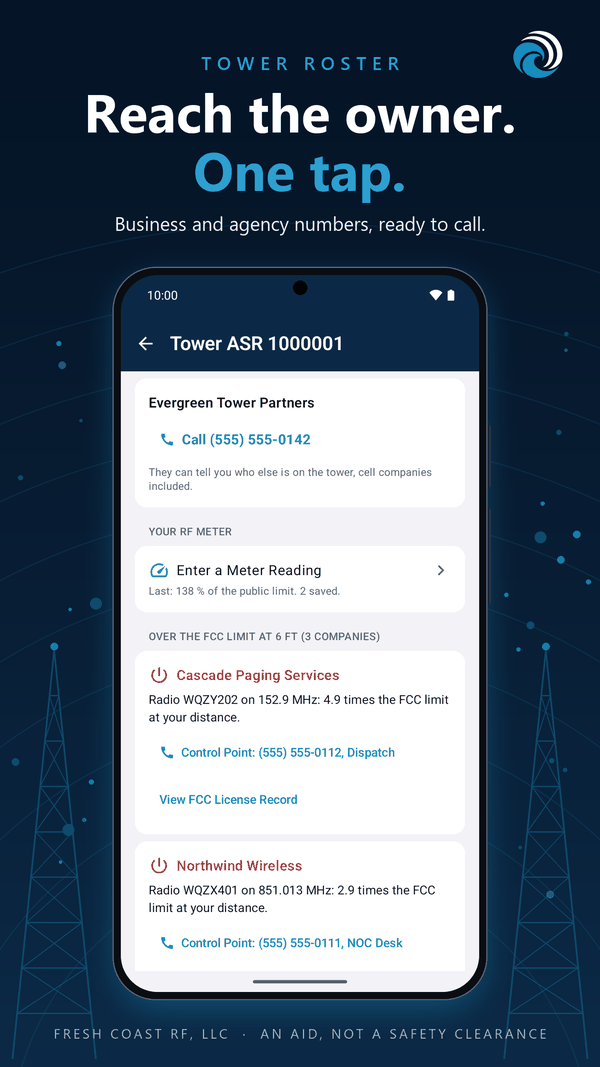 TOWER ROSTER
Reach the owner.
One tap.
Business and agency numbers, ready to call.
10:00
Tower ASR 1000001
Evergreen Tower Partners
Call (555) 555-0142
They can tell you who else is on the tower, cell companies
included.
YOUR RF METER
Enter a Meter Reading
Last: 138 % of the public limit. 2 saved.
OVER THE FCC LIMIT AT 6 FT (3 COMPANIES)
Cascade Paging Services
Radio WQZY202 on 152.9 MHz: 4.9 times the FCC limit
at your distance.
Control Point: (555) 555-0112, Dispatch
View FCC License Record
Northwind Wireless
Radio WQZX401 on 851.013 MHz: 2.9 times the FCC
limit at your distance.
Control Point: (555) 555-0111, NOC Desk
FRESH COAST RF, LLC · AN AID, NOT A SAFETY CLEARANCE